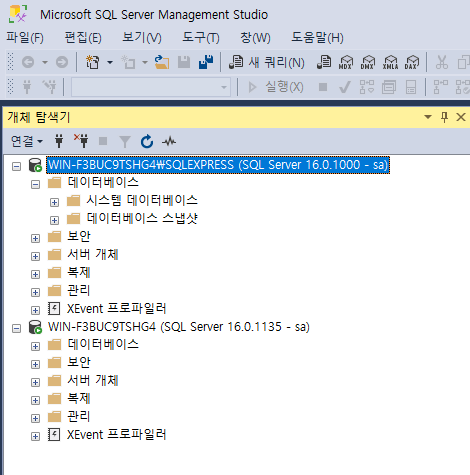 Microsoft SQL Server Management Studio
파일(F) 편집(E) 보기(V) 도구(T) 창(W) 도움말(H)
새 쿼리(N) MDX DMX XMLA DAX
실행(X)
개체 탐색기
연결
WIN-F3BUC9TSHG4₩SQLEXPRESS (SQL Server 16.0.1000 - sa)
데이터베이스
시스템 데이터베이스
데이터베이스 스냅샷
보안
서버 개체
복제
관리
XEvent 프로파일러
WIN-F3BUC9TSHG4 (SQL Server 16.0.1135 - sa)
데이터베이스
보안
서버 개체
복제
관리
XEvent 프로파일러